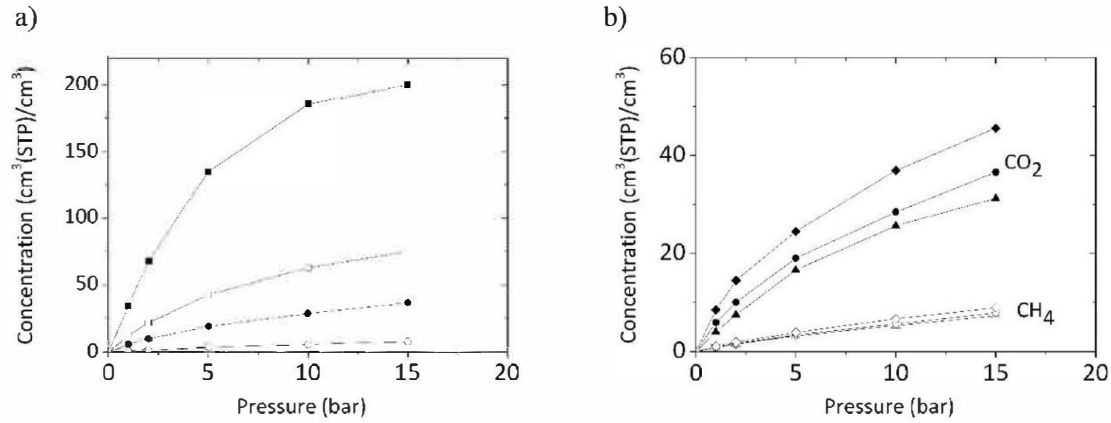 a)
Concentration (cm³(STP)/cm³)
200
150
100
50
0
0 5 10 15 20
Pressure (bar)
b)
Concentration (cm³(STP)/cm³)
60
40
20
0
CO₂
CH₄
0 5 10 15 20
Pressure (bar)